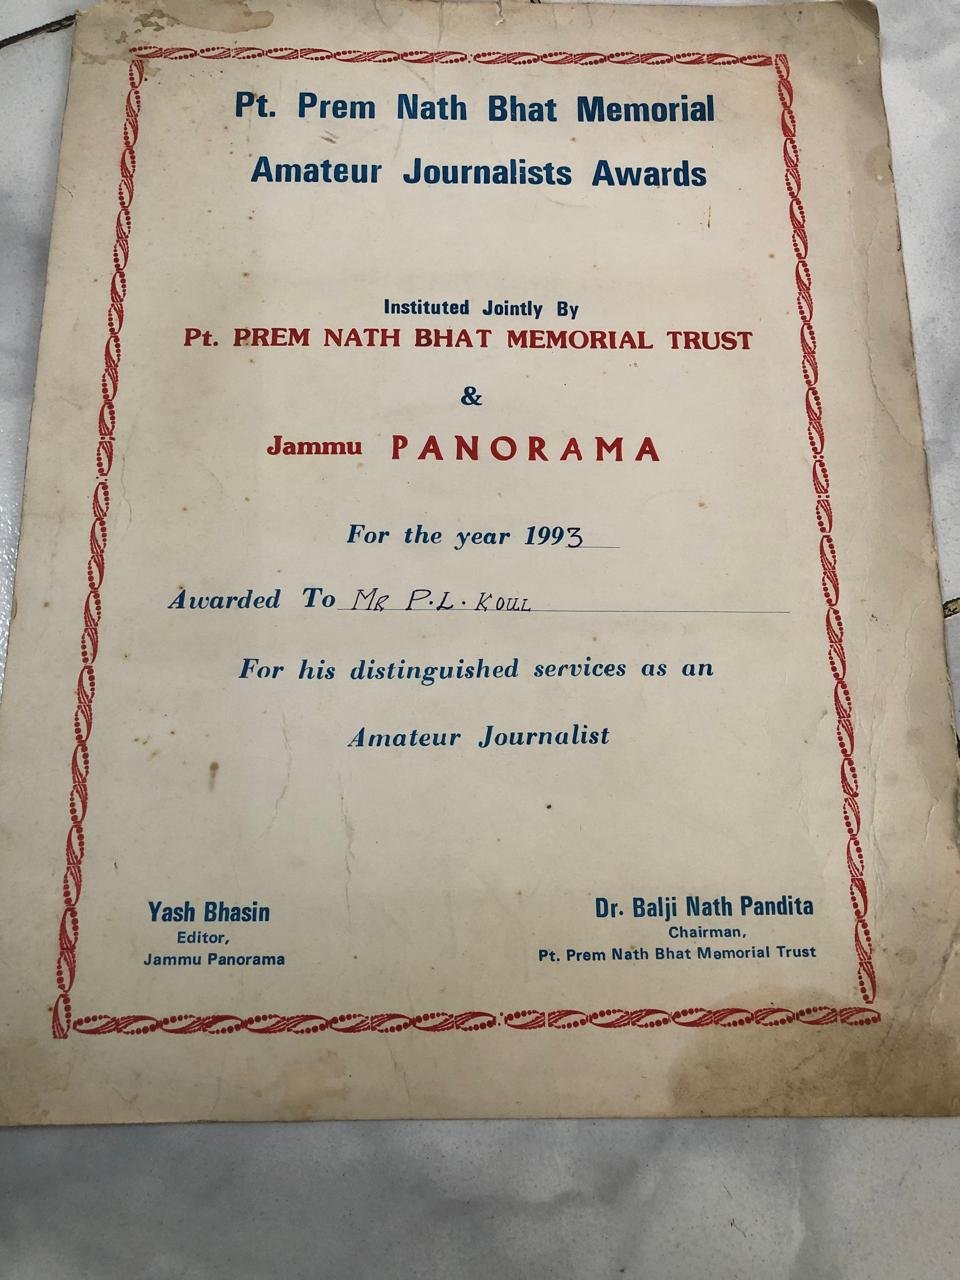 Pt. Prem Nath Bhat Memorial
Amateur Journalists Awards
Instituted Jointly By
Pt. PREM NATH BHAT MEMORIAL TRUST
&
Jammu PANORAMA
For the year 1993
Awarded To MR P.L. KOUL
For his distinguished services as an
Amateur Journalist
Yash Bhasin
Editor,
Jammu Panorama
Dr. Balji Nath Pandita
Chairman,
Pt. Prem Nath Bhat Memorial Trust